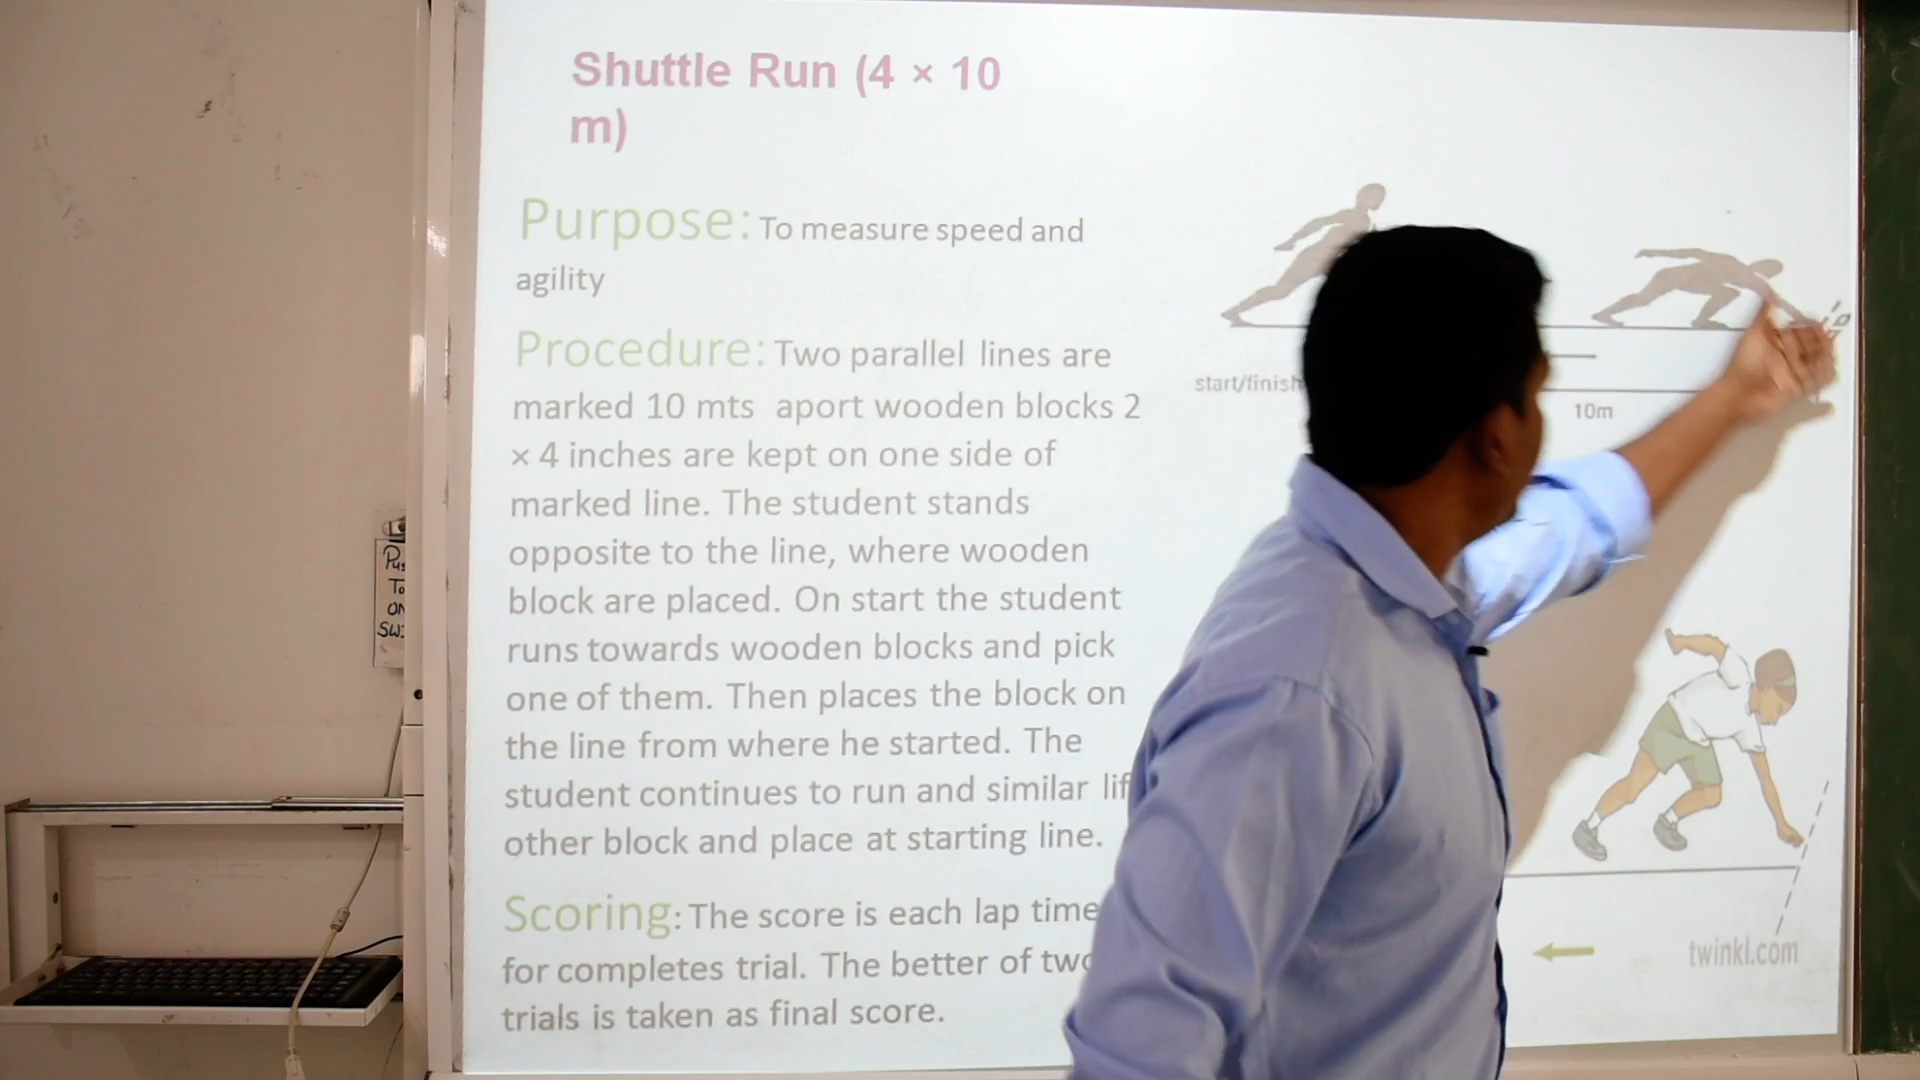 Shuttle Run (4 × 10
m)
Purpose: To measure speed and
agility
Procedure: Two parallel lines are
marked 10 mts aport wooden blocks 2
× 4 inches are kept on one side of
marked line. The student stands
opposite to the line, where wooden
block are placed. On start the student
runs towards wooden blocks and pick
one of them. Then places the block on
the line from where he started. The
student continues to run and similar lif
other block and place at starting line.
Scoring: The score is each lap time
for completes trial. The better of two
trials is taken as final score.
start/finish
10m
twinkl.com
To
ON